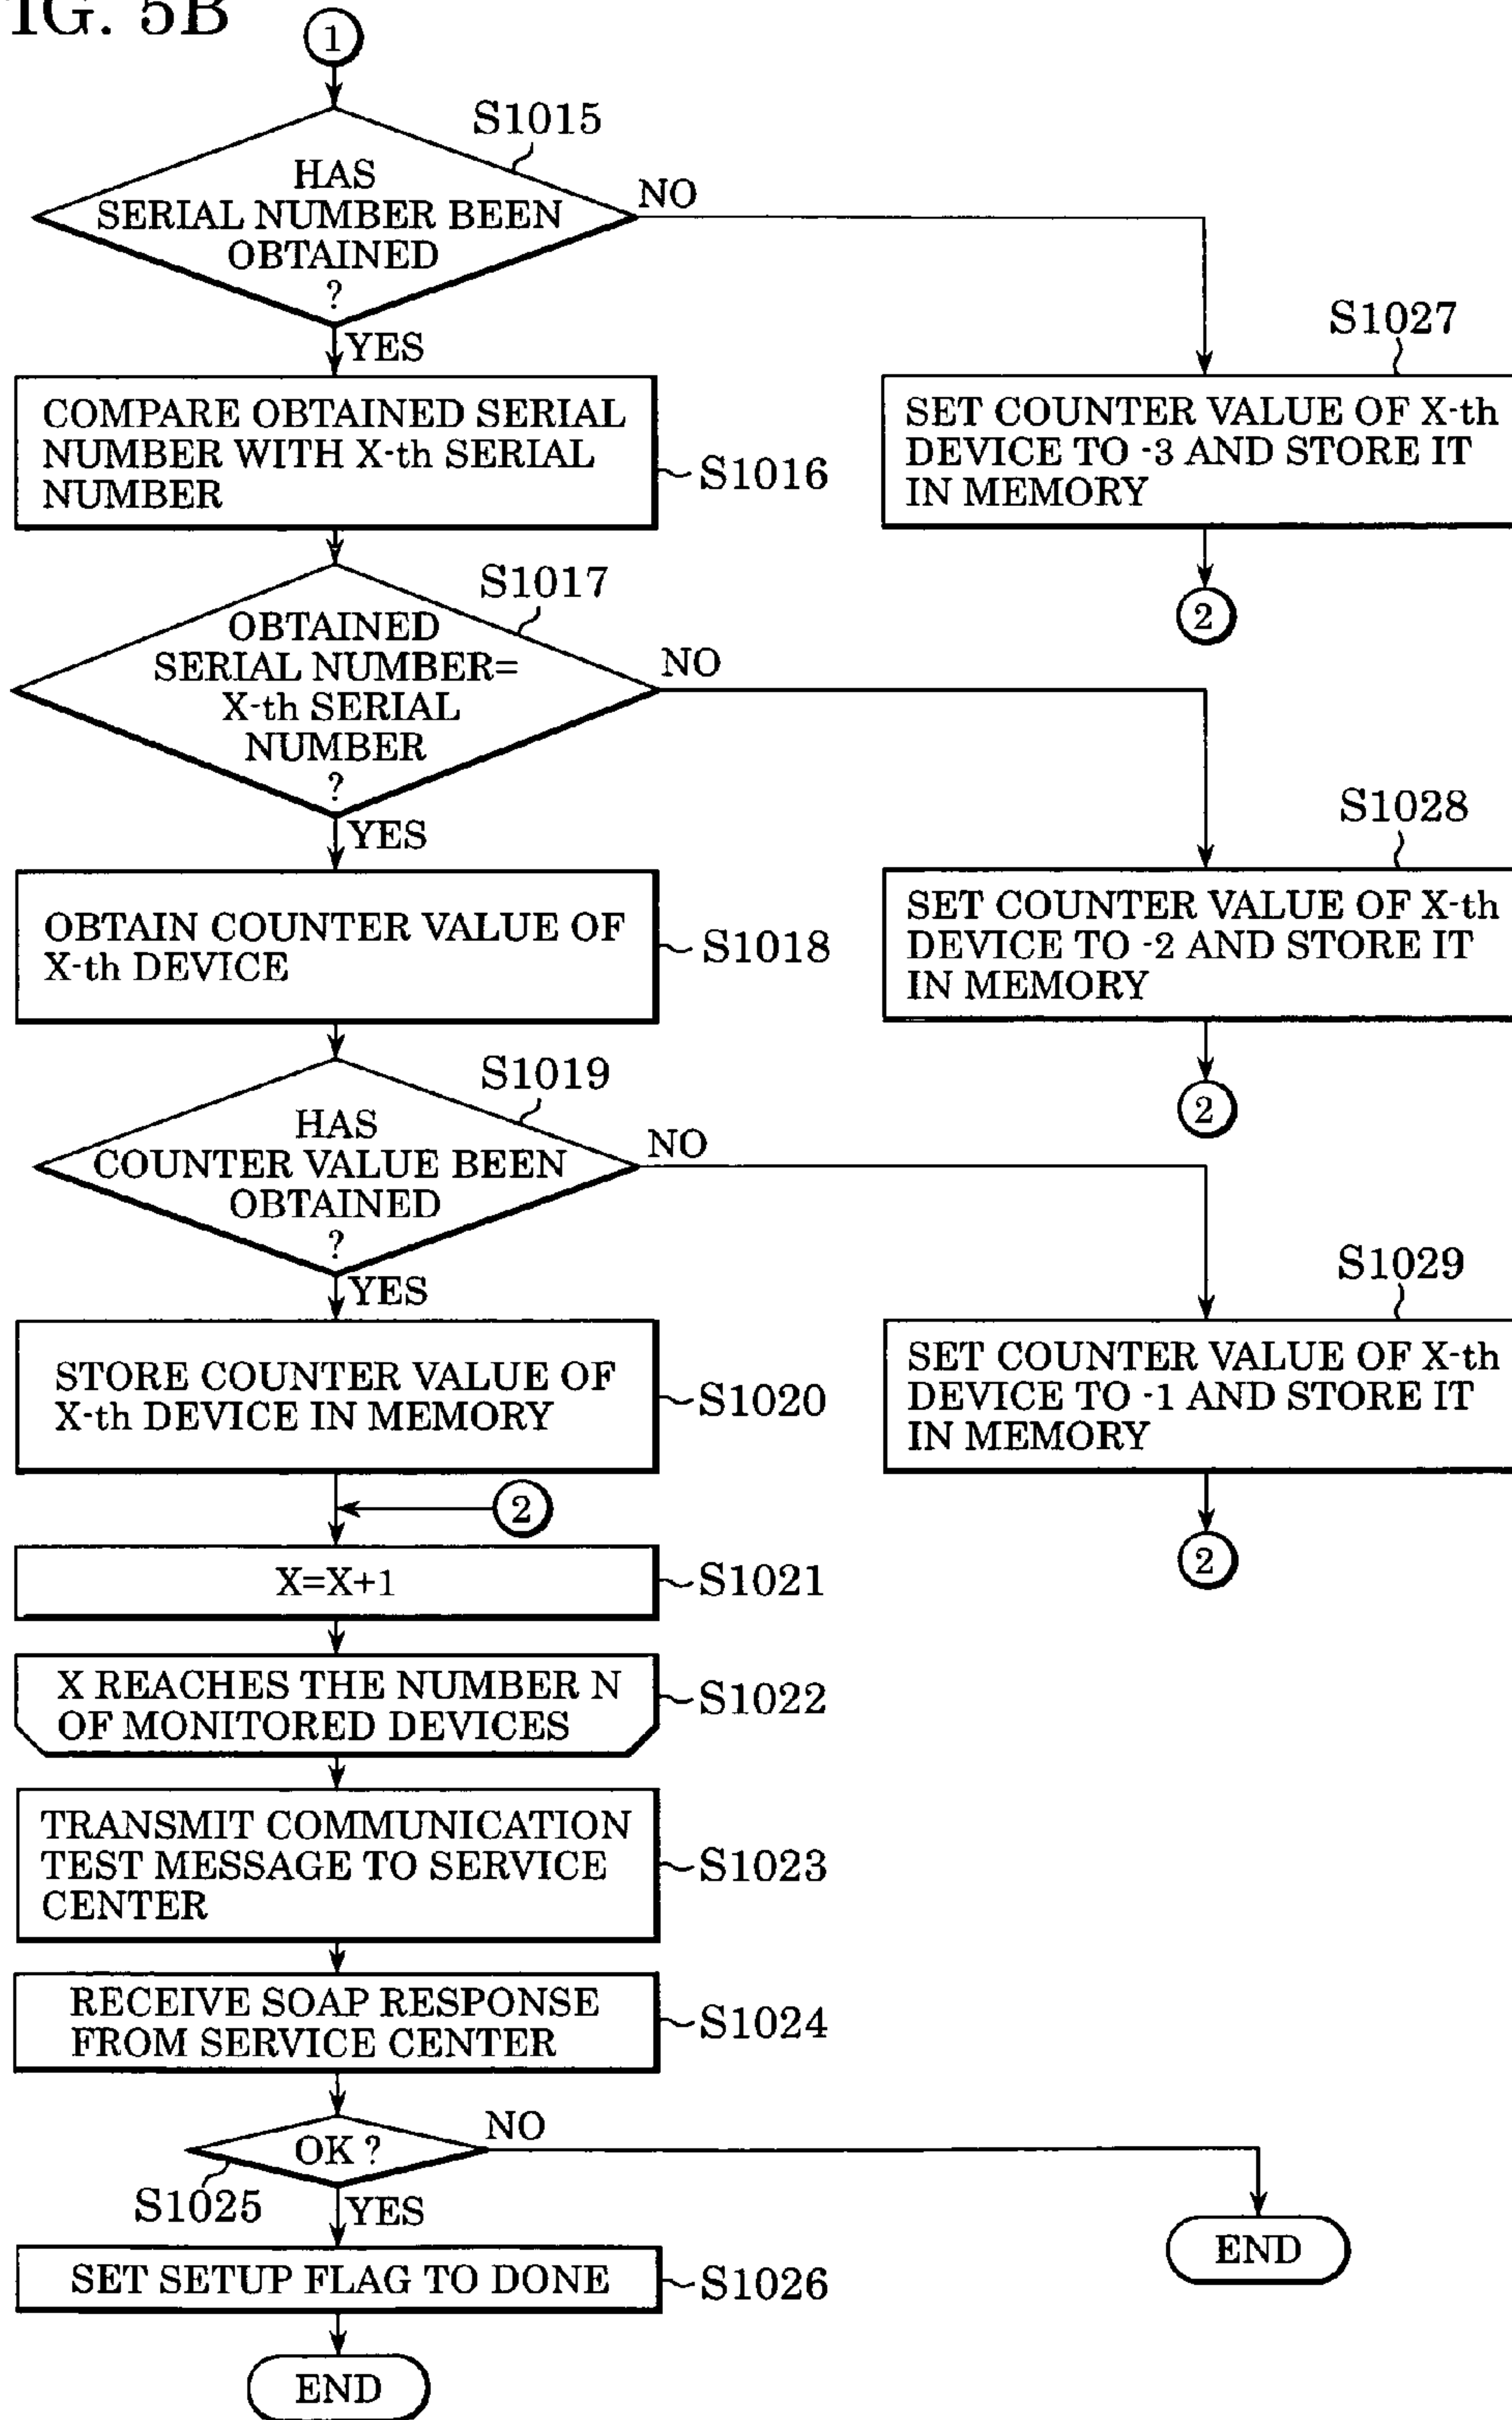 FIG. 5B
1
S1015
HAS
SERIAL NUMBER BEEN
OBTAINED
?
NO
YES
S1027
SET COUNTER VALUE OF X-th
DEVICE TO -3 AND STORE IT
IN MEMORY
2
COMPARE OBTAINED SERIAL
NUMBER WITH X-th SERIAL
NUMBER
S1016
S1017
OBTAINED
SERIAL NUMBER=
X-th SERIAL
NUMBER
?
NO
YES
S1028
SET COUNTER VALUE OF X-th
DEVICE TO -2 AND STORE IT
IN MEMORY
2
OBTAIN COUNTER VALUE OF
X-th DEVICE
S1018
S1019
HAS
COUNTER VALUE BEEN
OBTAINED
?
NO
YES
S1029
SET COUNTER VALUE OF X-th
DEVICE TO -1 AND STORE IT
IN MEMORY
2
STORE COUNTER VALUE OF
X-th DEVICE IN MEMORY
S1020
2
X=X+1
S1021
X REACHES THE NUMBER N
OF MONITORED DEVICES
S1022
TRANSMIT COMMUNICATION
TEST MESSAGE TO SERVICE
CENTER
S1023
RECEIVE SOAP RESPONSE
FROM SERVICE CENTER
S1024
OK ?
NO
S1025
YES
END
SET SETUP FLAG TO DONE
S1026
END